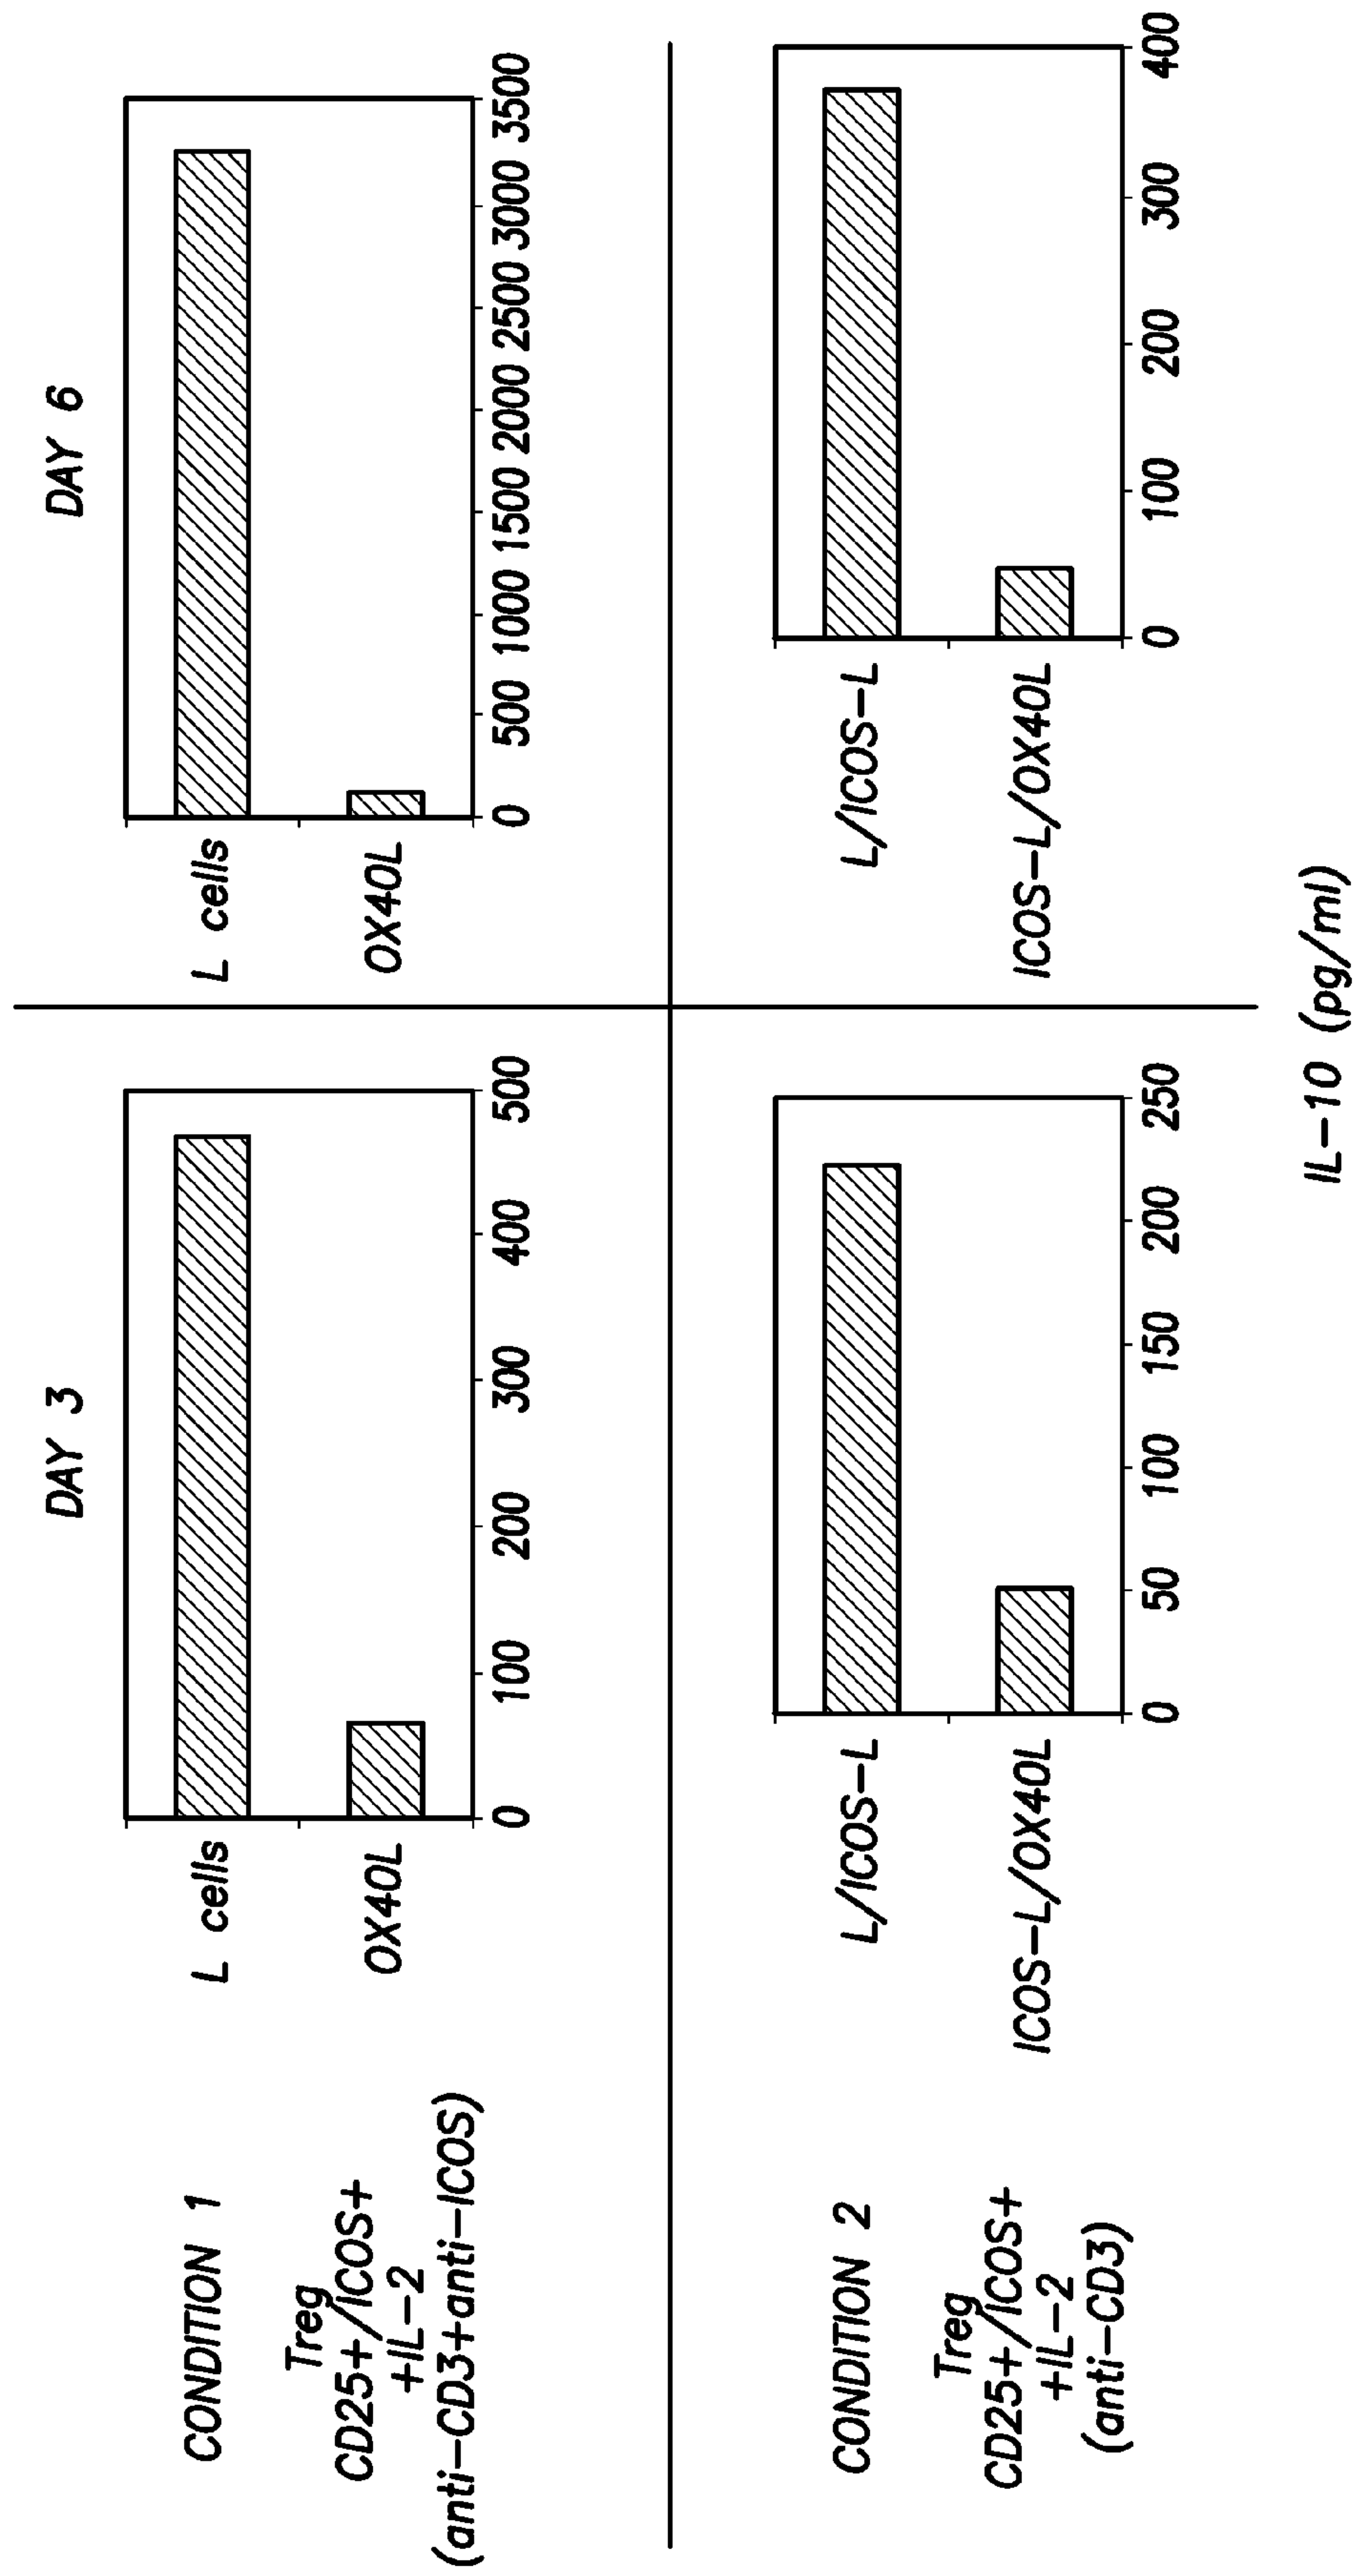 DAY 3
DAY 6
CONDITION 1
Treg
CD25+/ICOS+
+IL-2
(anti-CD3+anti-ICOS)
L cells
OX40L
0 100 200 300 400 500
L cells
OX40L
0 500 1000 1500 2000 2500 3000 3500
CONDITION 2
Treg
CD25+/ICOS+
+IL-2
(anti-CD3)
L/ICOS-L
ICOS-L/OX40L
0 50 100 150 200 250
L/ICOS-L
ICOS-L/OX40L
0 100 200 300 400
IL-10 (pg/ml)